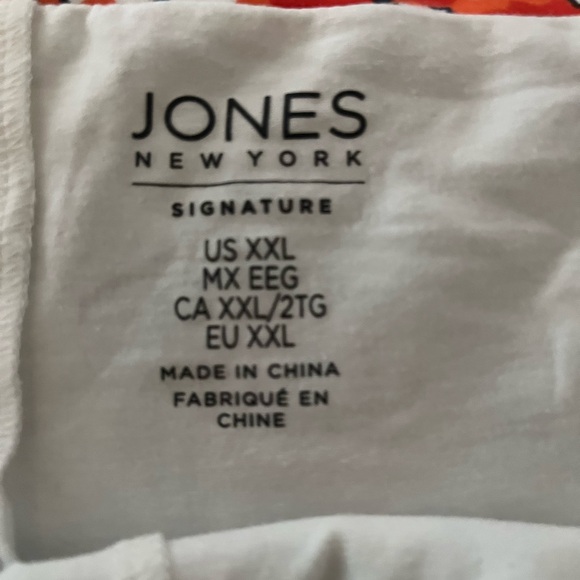 JONES
NEW YORK
SIGNATURE
US XXL
MX EEG
CA XXL/2TG
EU XXL
MADE IN CHINA
FABRIQUÉ EN
CHINE